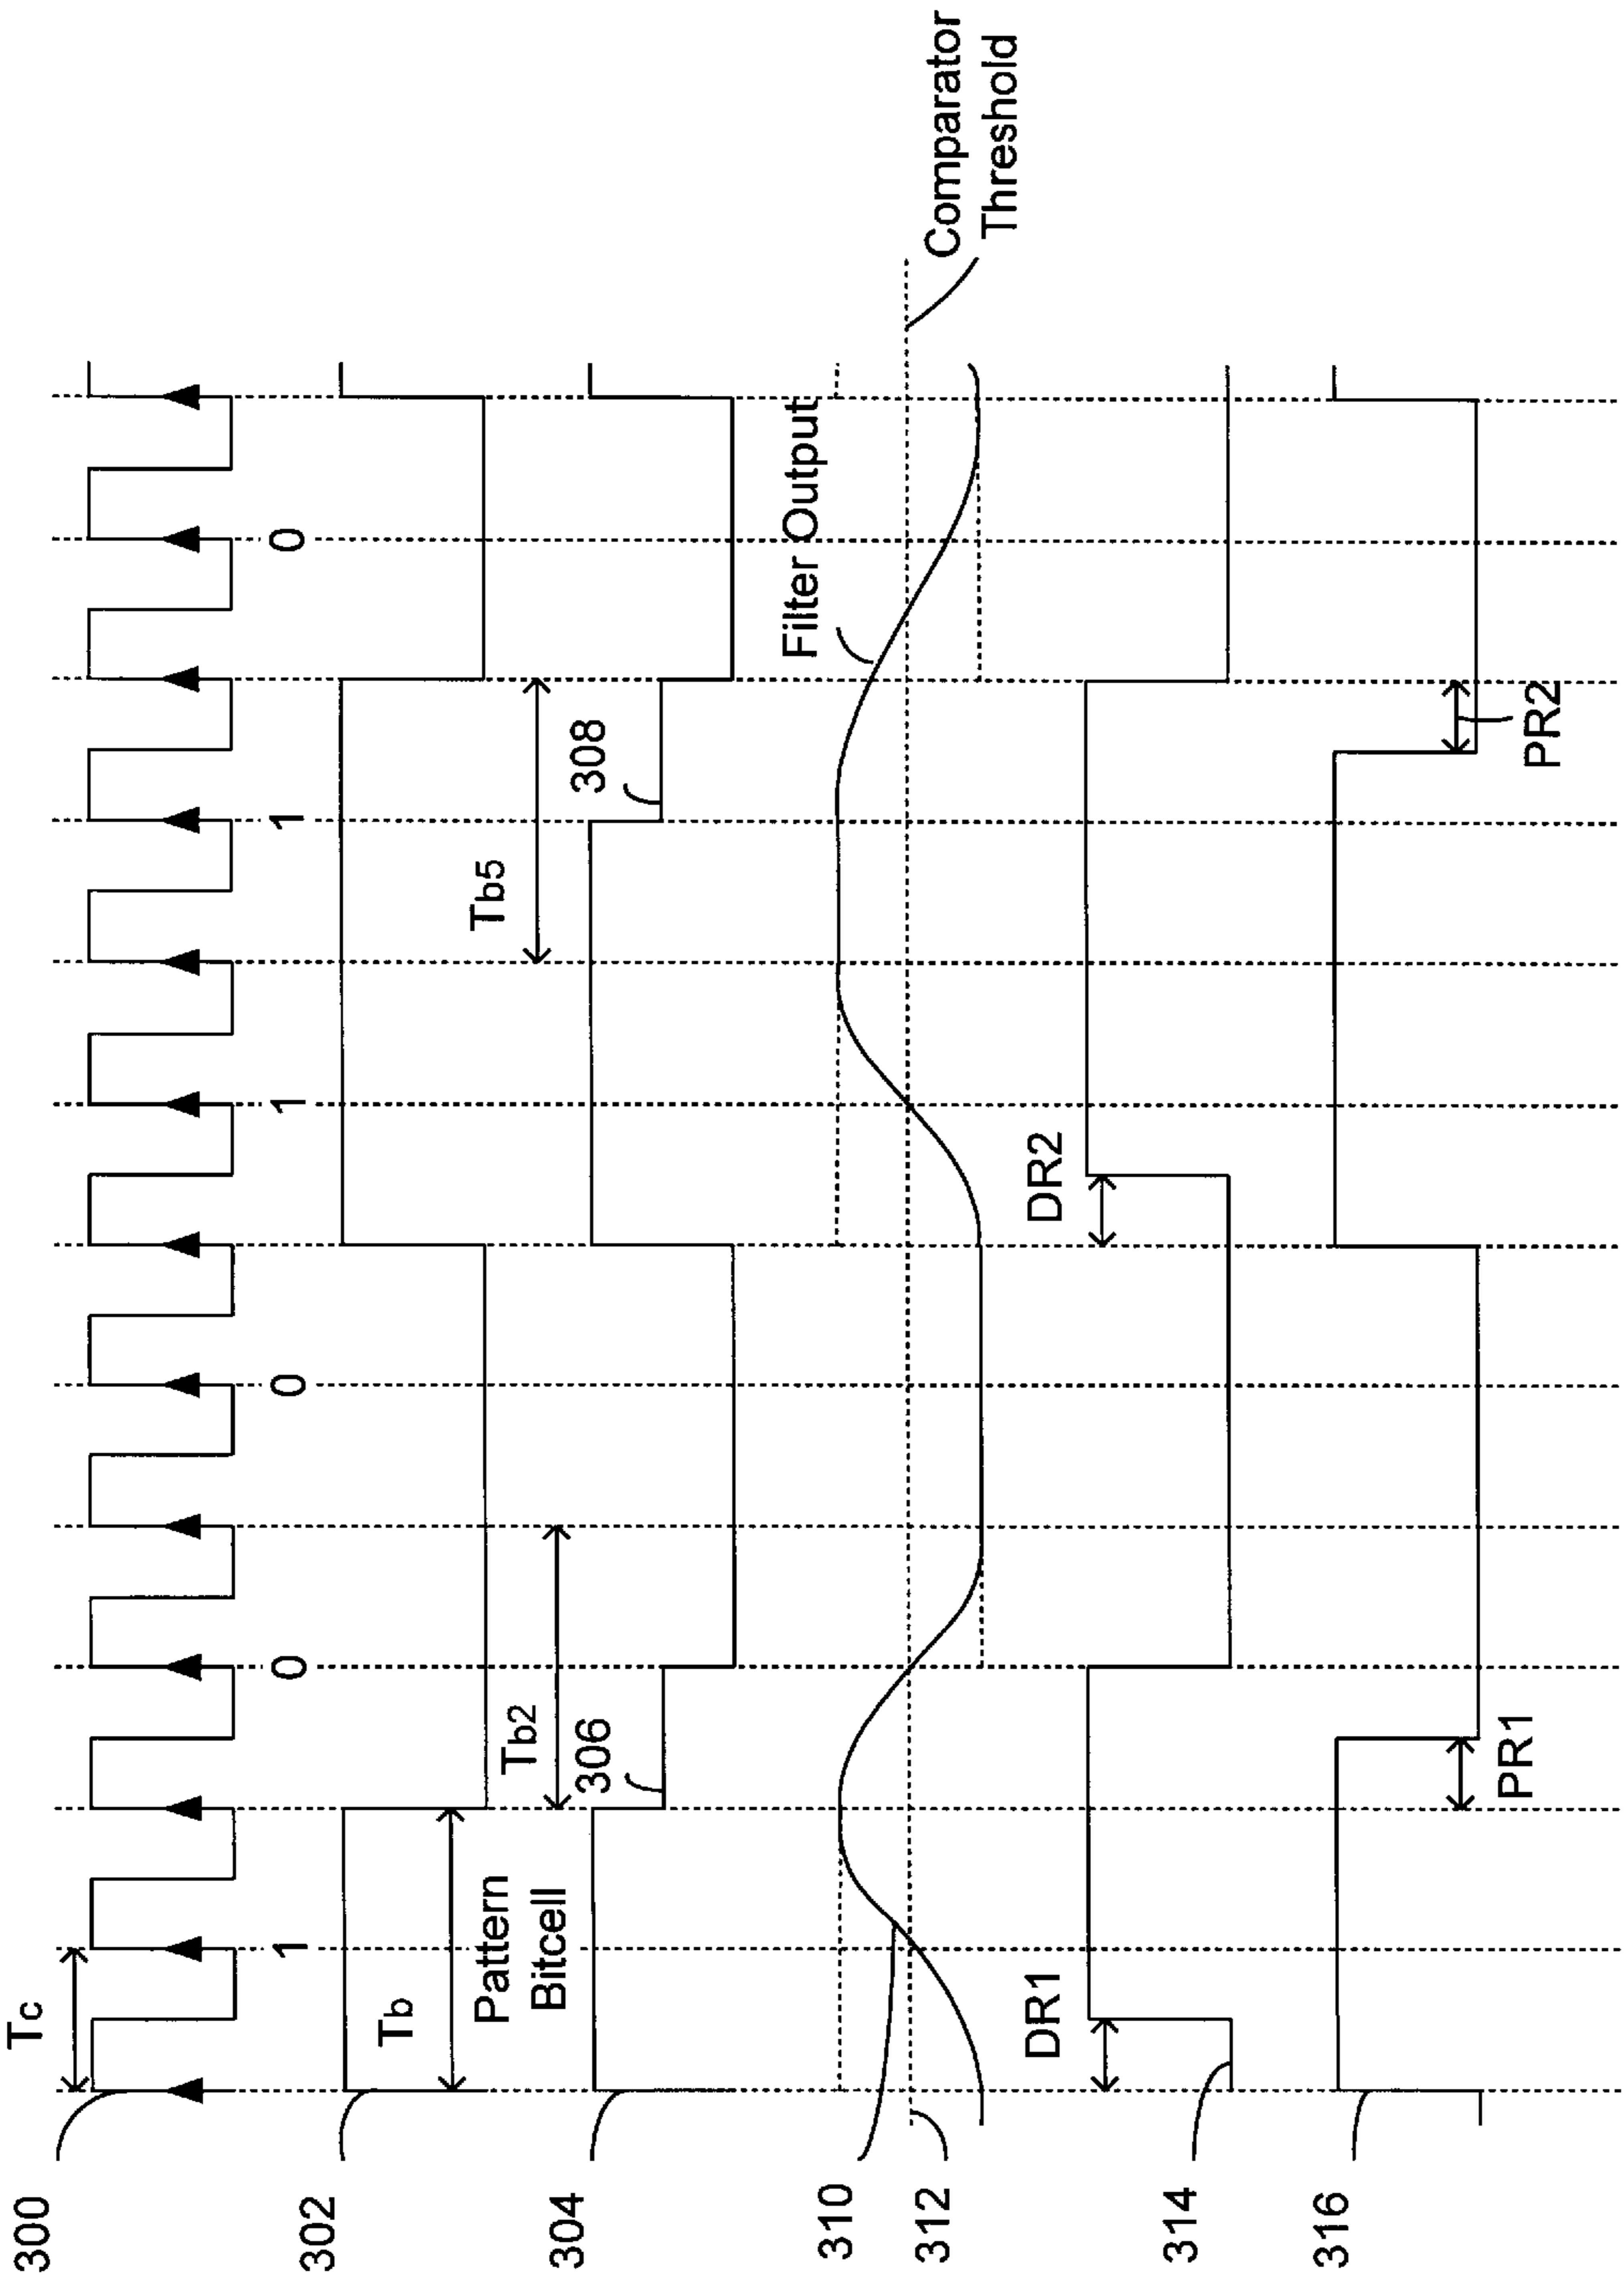 300
Tc
1
0
0
1
1
0
302
Tb
Pattern
Bitcell
Tb2
Tb5
304
306
308
310
312
Filter Output
Comparator
Threshold
314
DR1
DR2
316
PR1
PR2